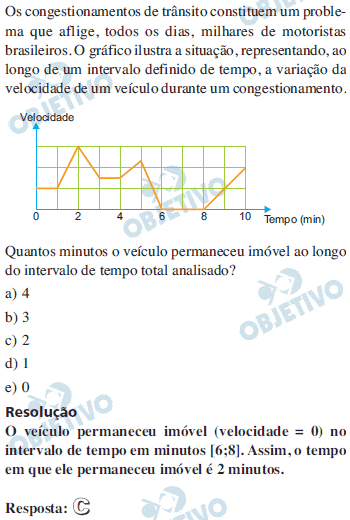 Os congestionamentos de trânsito constituem um proble-
ma que aflige, todos os dias, milhares de motoristas
brasileiros. O gráfico ilustra a situação, representando, ao
longo de um intervalo definido de tempo, a variação da
velocidade de um veículo durante um congestionamento.
Velocidade
0 2 4 6 8 10 Tempo (min)
Quantos minutos o veículo permaneceu imóvel ao longo
do intervalo de tempo total analisado?
a) 4
b) 3
c) 2
d) 1
e) 0
Resolução
O veículo permaneceu imóvel (velocidade = 0) no
intervalo de tempo em minutos [6;8]. Assim, o tempo
em que ele permaneceu imóvel é 2 minutos.
Resposta: C
OBJETIVO
OBJETIVO
OBJETIVO
OBJETIVO
OBJETIVO
OBJETIVO